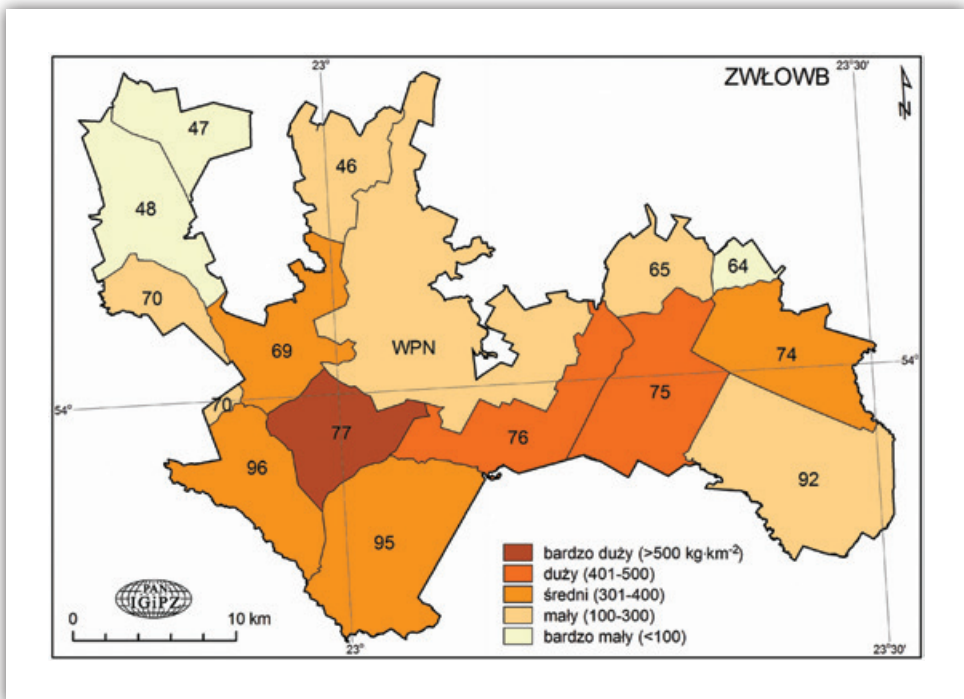 23°
23°30'
ZWŁOWB
N
47
46
48
65
64
70
WPN
69
74
54°
75
54°
70
77
76
96
92
95
bardzo duży (>500 kg·km⁻²)
duży (401-500)
średni (301-400)
mały (100-300)
bardzo mały (<100)
PAN
IGiPZ
0 10 km
23°
23°30'